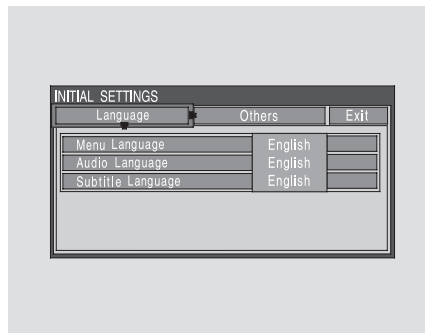 INITIAL SETTINGS
Language Others Exit
Menu Language English
Audio Language English
Subtitle Language English